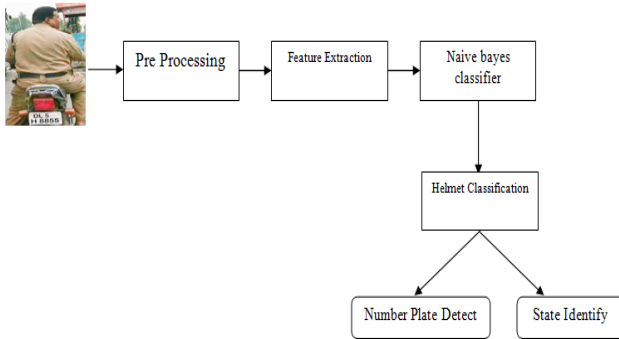 Pre Processing
Feature Extraction
Naive bayes
classifier
DL 5
H 8855
Helmet Classification
Number Plate Detect
State Identify